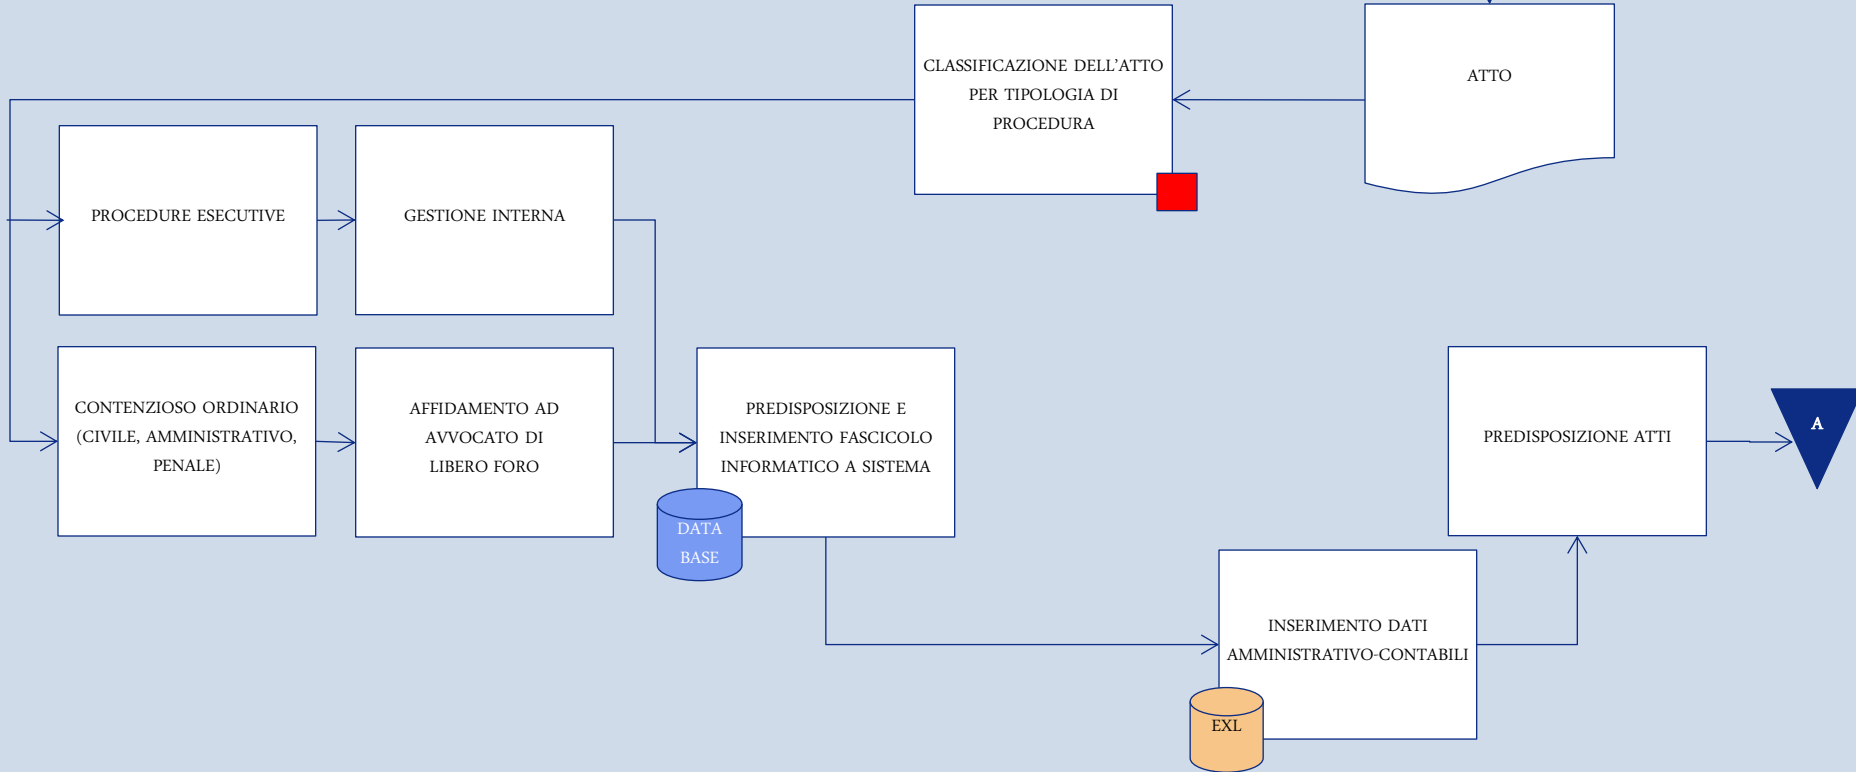 CLASSIFICAZIONE DELL'ATTO
PER TIPOLOGIA DI
PROCEDURA
ATTO
PROCEDURE ESECUTIVE
GESTIONE INTERNA
CONTENZIOSO ORDINARIO
(CIVILE, AMMINISTRATIVO,
PENALE)
AFFIDAMENTO AD
AVVOCATO DI
LIBERO FORO
PREDISPOSIZIONE E
INSERIMENTO FASCICOLO
INFORMATICO A SISTEMA
DATA
BASE
PREDISPOSIZIONE ATTI
A
INSERIMENTO DATI
AMMINISTRATIVO-CONTABILI
EXL